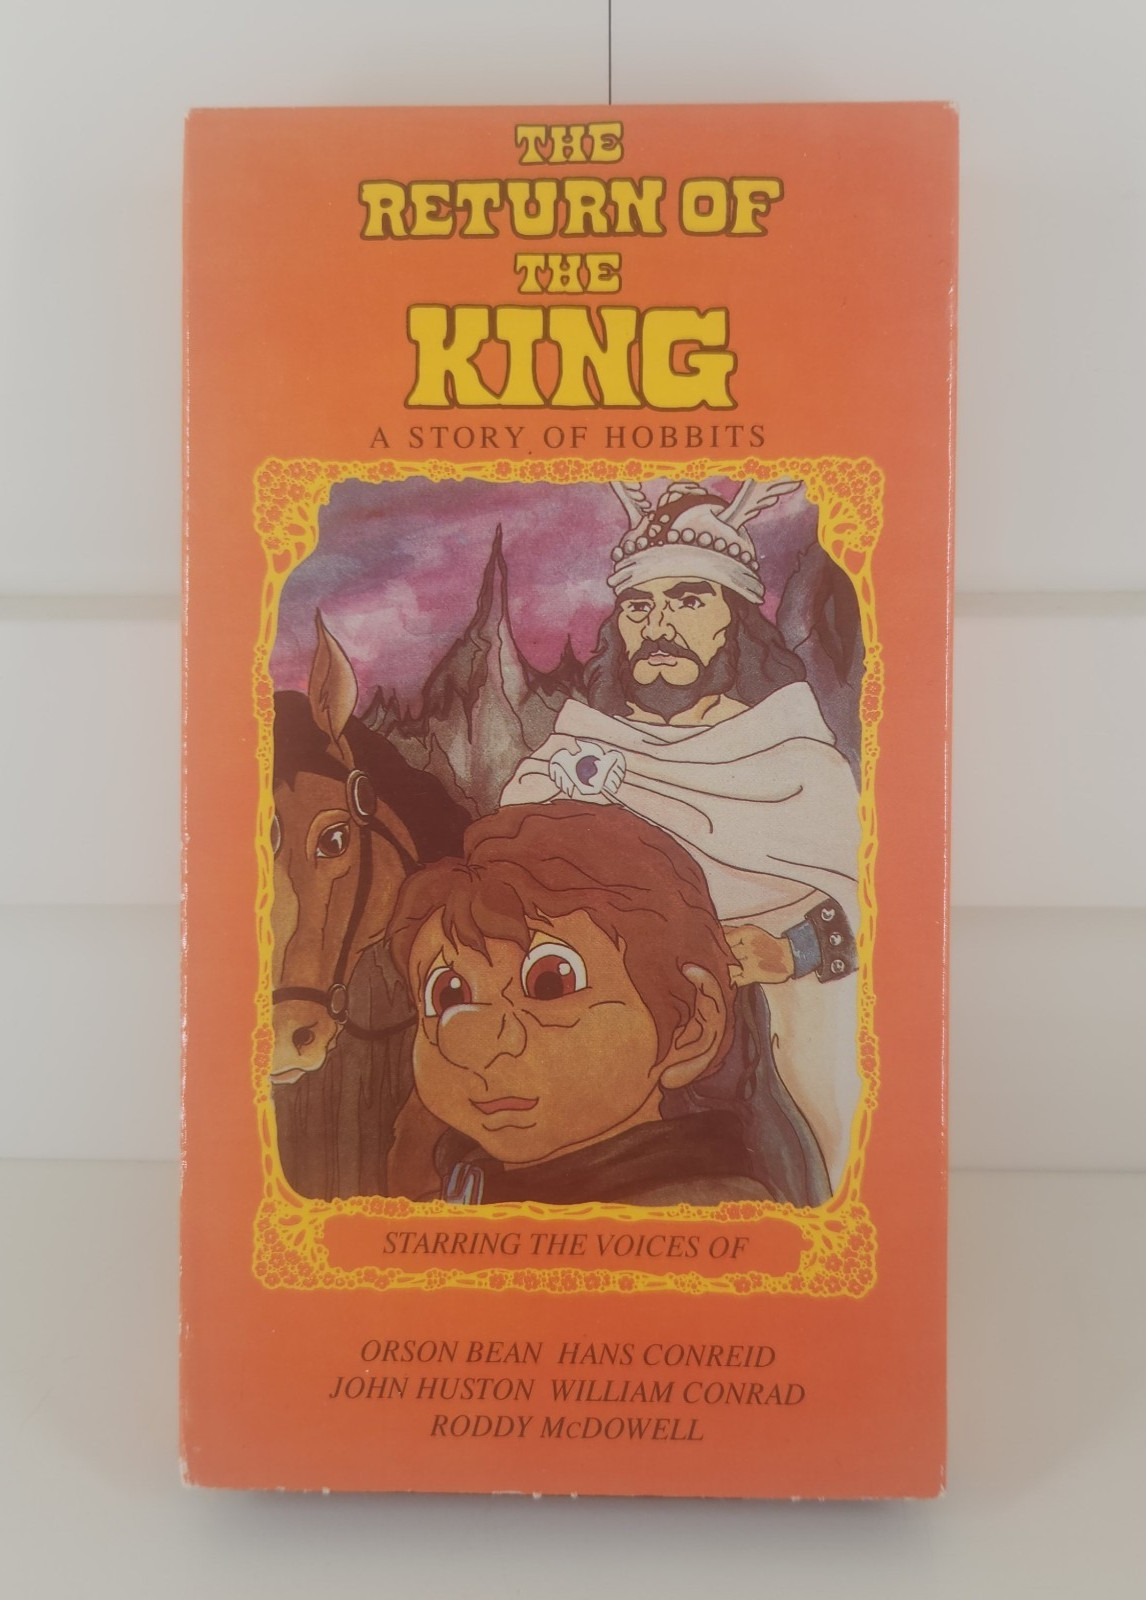 THE
RETURN OF
THE
KING
A STORY OF HOBBITS
STARRING THE VOICES OF
ORSON BEAN HANS CONREID
JOHN HUSTON WILLIAM CONRAD
RODDY McDOWELL